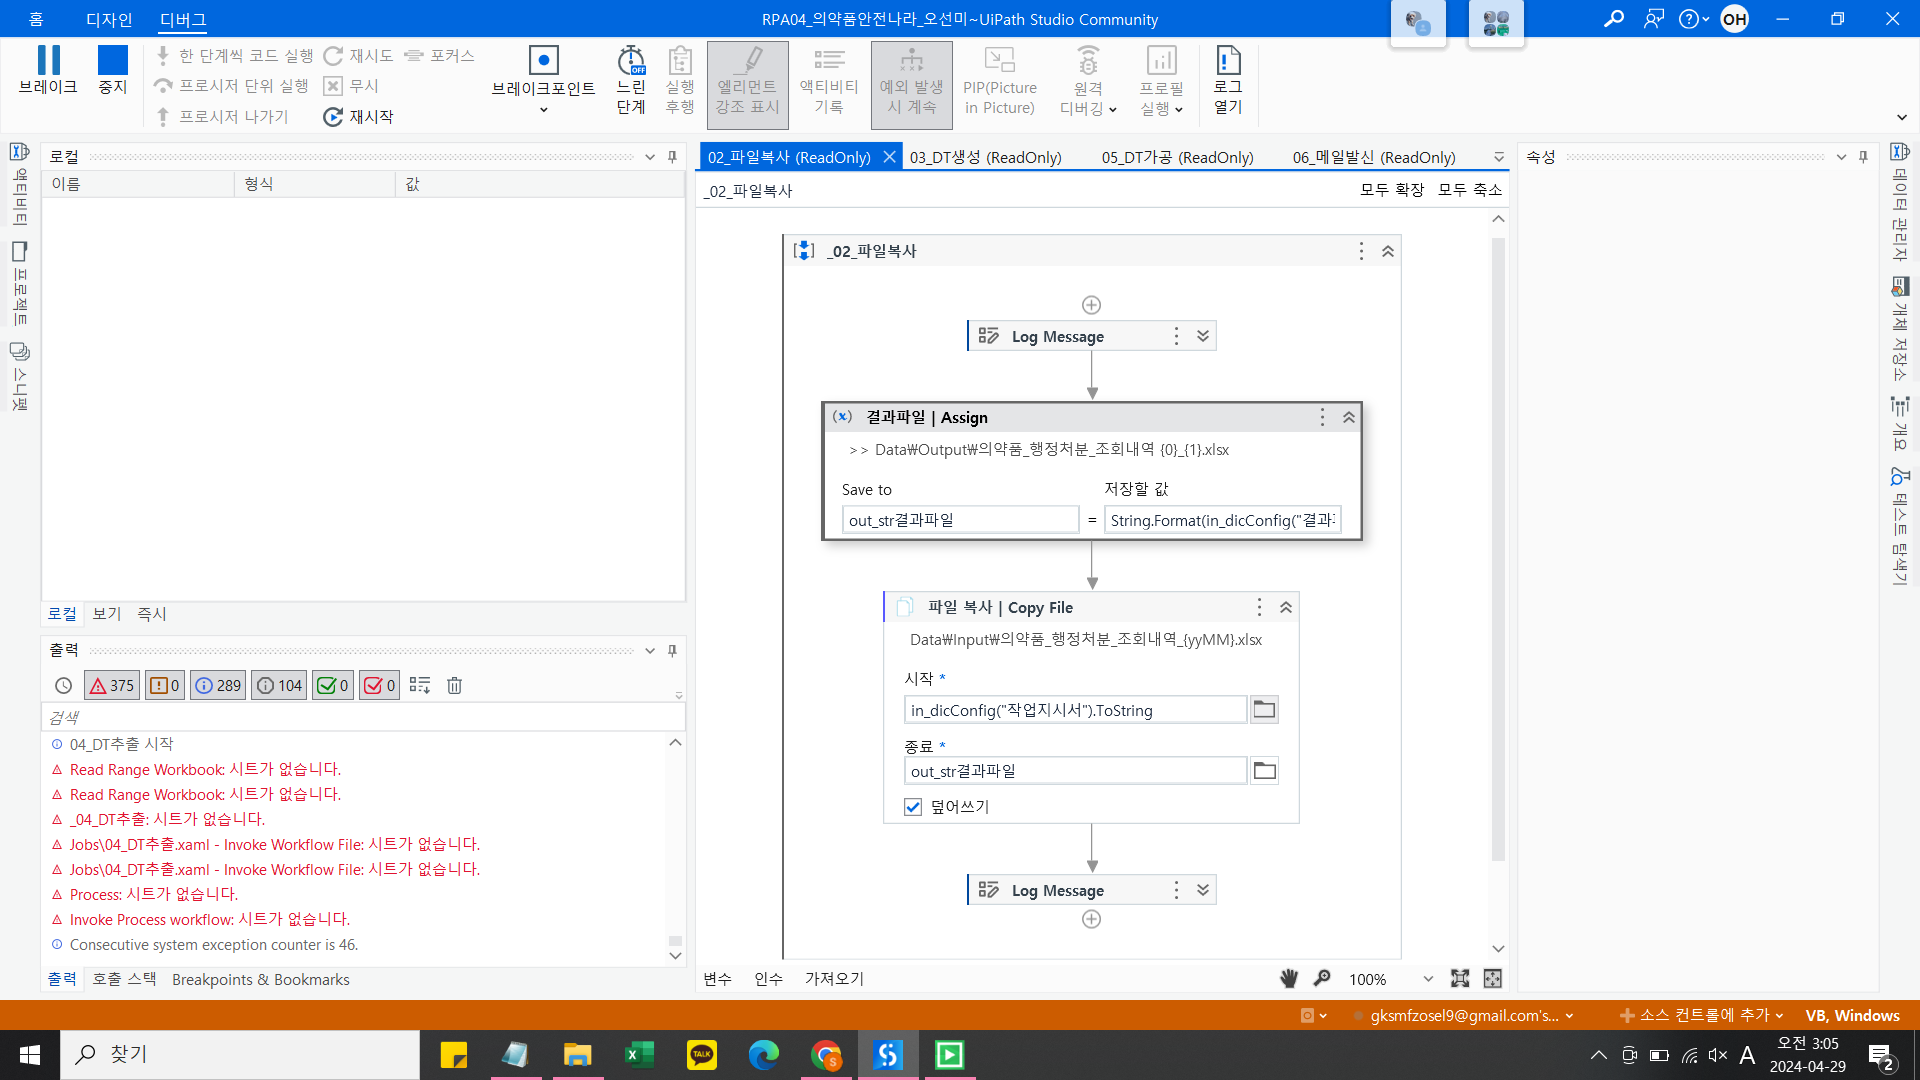 홈 디자인 디버그 RPA04_의약품안전나라_오선미~UiPath Studio Community OH
브레이크 중지
한 단계씩 코드 실행 재시도 포커스
프로시저 단위 실행 무시
프로시저 나가기 재시작
브레이크포인트
느린 단계 OFF
실행 후행
엘리먼트 강조 표시
액티비티 기록
예외 발생 시 계속
PIP(Picture in Picture)
원격 디버깅
프로필 실행
로그 열기
액티비티
프로젝트
스니펫
로컬
이름 형식 값
로컬 보기 즉시
출력
375 0 289 104 0 0
검색
04_DT추출 시작
Read Range Workbook: 시트가 없습니다.
Read Range Workbook: 시트가 없습니다.
_04_DT추출: 시트가 없습니다.
Jobs\04_DT추출.xaml - Invoke Workflow File: 시트가 없습니다.
Jobs\04_DT추출.xaml - Invoke Workflow File: 시트가 없습니다.
Process: 시트가 없습니다.
Invoke Process workflow: 시트가 없습니다.
Consecutive system exception counter is 46.
출력 호출 스택 Breakpoints & Bookmarks
02_파일복사 (ReadOnly) 03_DT생성 (ReadOnly) 05_DT가공 (ReadOnly) 06_메일발신 (ReadOnly)
_02_파일복사 모두 확장 모두 축소
_02_파일복사
Log Message
결과파일 | Assign
>> Data₩Output₩의약품_행정처분_조회내역 {0}_{1}.xlsx
Save to 저장할 값
out_str결과파일 = String.Format(in_dicConfig("결과
파일 복사 | Copy File
Data₩Input₩의약품_행정처분_조회내역_{yyMM}.xlsx
시작 *
in_dicConfig("작업지시서").ToString
종료 *
out_str결과파일
덮어쓰기
Log Message
변수 인수 가져오기 100%
속성
데이터 관리자
개체 저장소
개요
테스트 탐색기
gksmfzosel9@gmail.com's... 소스 컨트롤에 추가 VB, Windows
찾기
TALK
S
A
오전 3:05
2024-04-29
2